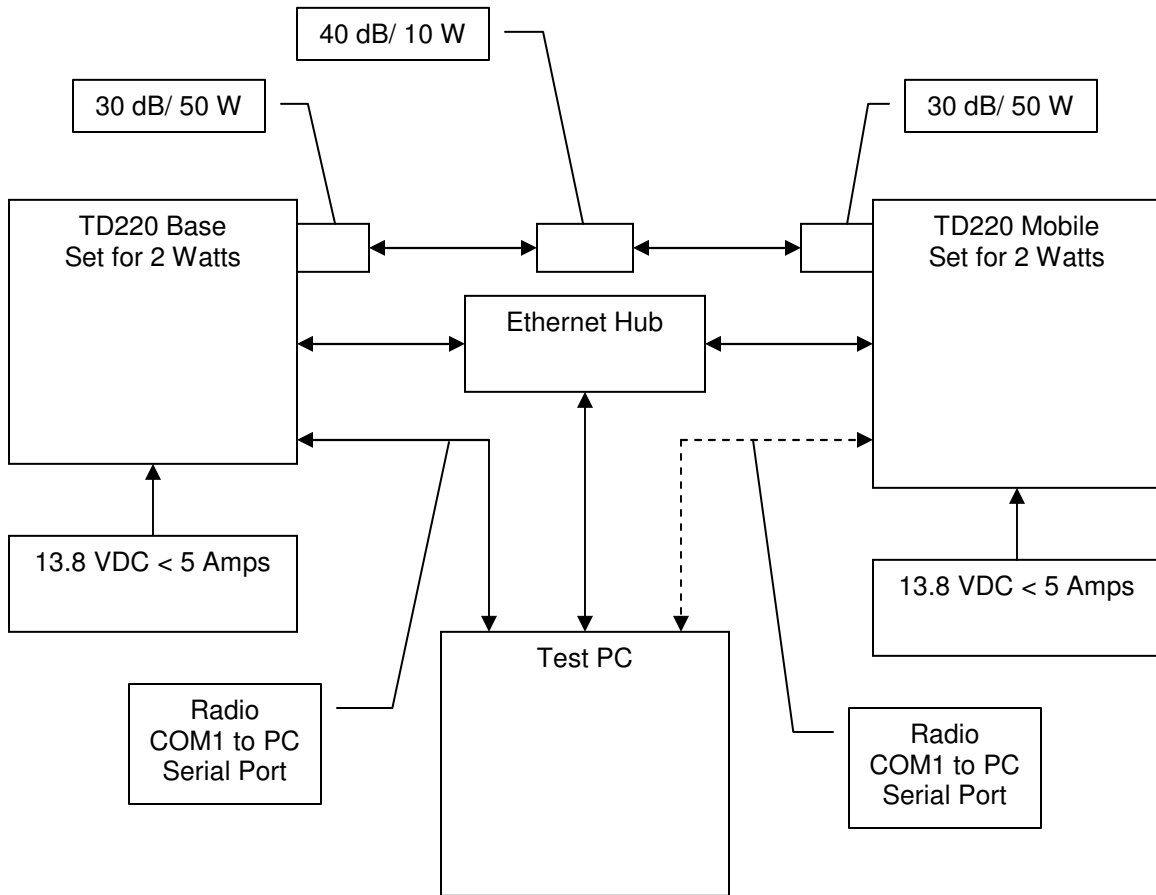 40 dB/ 10 W
30 dB/ 50 W
30 dB/ 50 W
TD220 Base
Set for 2 Watts
TD220 Mobile
Set for 2 Watts
Ethernet Hub
13.8 VDC < 5 Amps
13.8 VDC < 5 Amps
Test PC
Radio
COM1 to PC
Serial Port
Radio
COM1 to PC
Serial Port